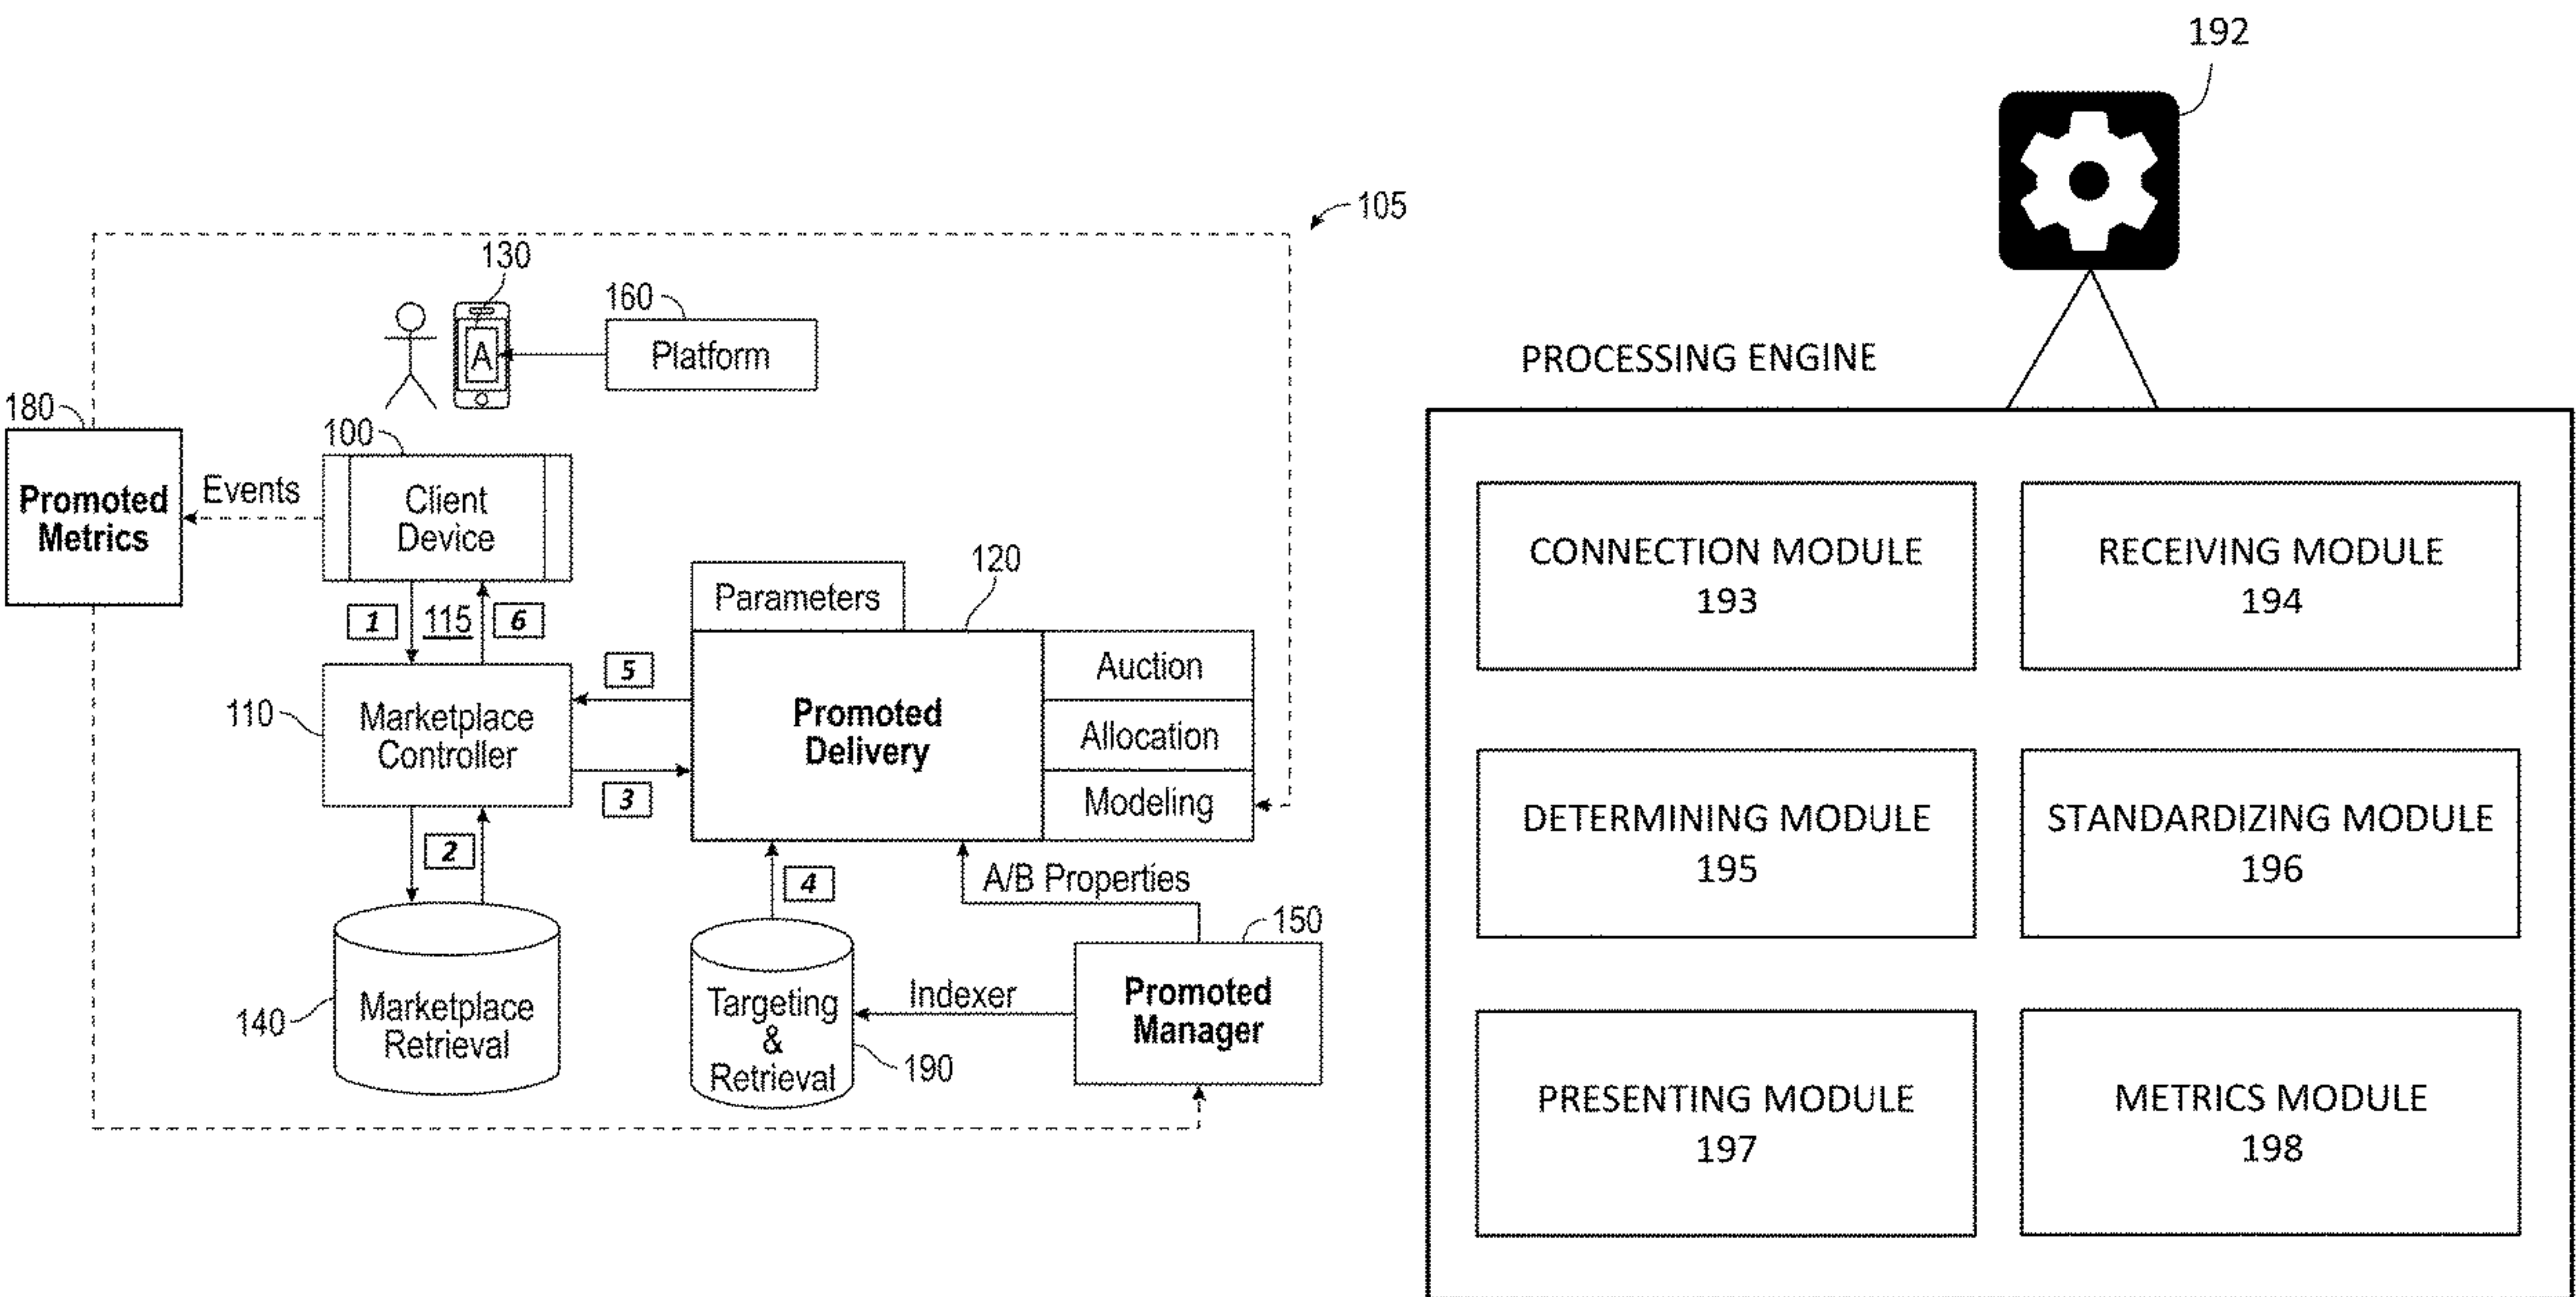 192
105
130
160
A
Platform
180
100
Promoted
Metrics
Events
Client
Device
120
Parameters
1
115
6
5
Auction
110
Marketplace
Controller
Promoted
Delivery
Allocation
3
Modeling
2
4
A/B Properties
150
140
Marketplace
Retrieval
Targeting
&
Retrieval
190
Indexer
Promoted
Manager
PROCESSING ENGINE
CONNECTION MODULE
193
RECEIVING MODULE
194
DETERMINING MODULE
195
STANDARDIZING MODULE
196
PRESENTING MODULE
197
METRICS MODULE
198